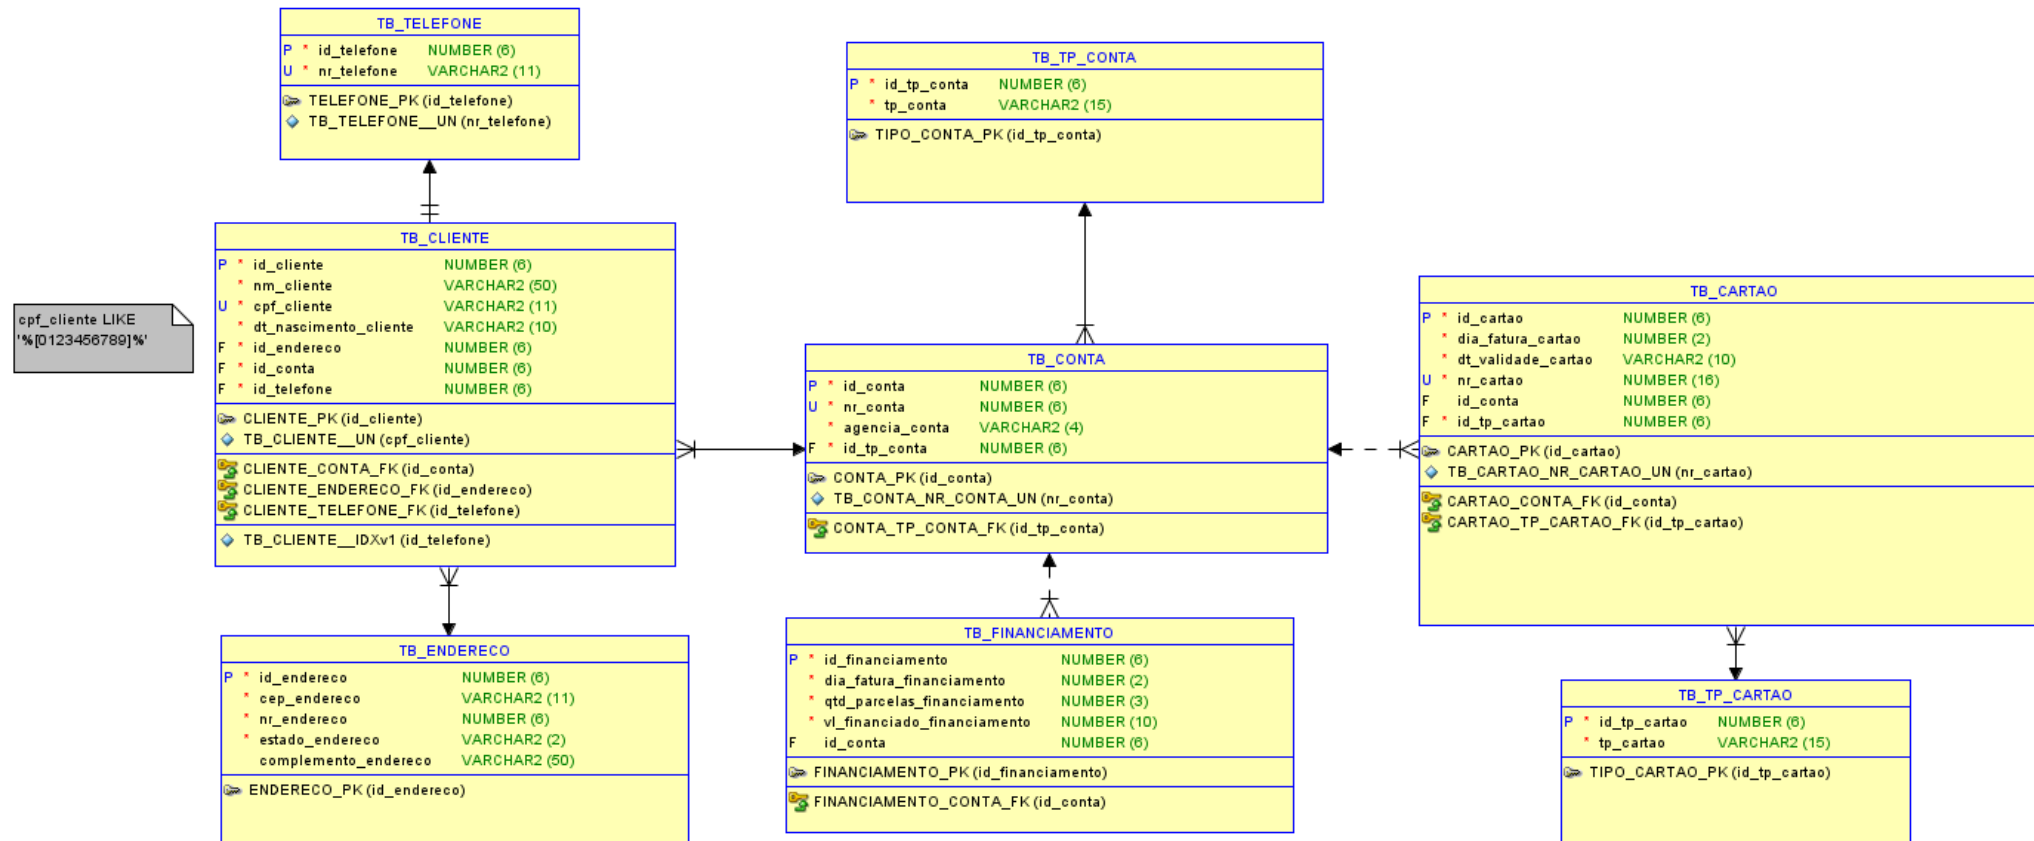 TB_TELEFONE
P * id_telefone NUMBER (6)
U * nr_telefone VARCHAR2 (11)
TELEFONE_PK (id_telefone)
TB_TELEFONE__UN (nr_telefone)
TB_TP_CONTA
P * id_tp_conta NUMBER (6)
* tp_conta VARCHAR2 (15)
TIPO_CONTA_PK (id_tp_conta)
cpf_cliente LIKE
'%[0123456789]%'
TB_CLIENTE
P * id_cliente NUMBER (6)
* nm_cliente VARCHAR2 (50)
U * cpf_cliente VARCHAR2 (11)
* dt_nascimento_cliente VARCHAR2 (10)
F * id_endereco NUMBER (6)
F * id_conta NUMBER (6)
F * id_telefone NUMBER (6)
CLIENTE_PK (id_cliente)
TB_CLIENTE__UN (cpf_cliente)
CLIENTE_CONTA_FK (id_conta)
CLIENTE_ENDERECO_FK (id_endereco)
CLIENTE_TELEFONE_FK (id_telefone)
TB_CLIENTE__IDXv1 (id_telefone)
TB_CONTA
P * id_conta NUMBER (6)
U * nr_conta NUMBER (6)
* agencia_conta VARCHAR2 (4)
F * id_tp_conta NUMBER (6)
CONTA_PK (id_conta)
TB_CONTA_NR_CONTA_UN (nr_conta)
CONTA_TP_CONTA_FK (id_tp_conta)
TB_CARTAO
P * id_cartao NUMBER (6)
* dia_fatura_cartao NUMBER (2)
* dt_validade_cartao VARCHAR2 (10)
U * nr_cartao NUMBER (16)
F id_conta NUMBER (6)
F * id_tp_cartao NUMBER (6)
CARTAO_PK (id_cartao)
TB_CARTAO_NR_CARTAO_UN (nr_cartao)
CARTAO_CONTA_FK (id_conta)
CARTAO_TP_CARTAO_FK (id_tp_cartao)
TB_ENDERECO
P * id_endereco NUMBER (6)
* cep_endereco VARCHAR2 (11)
* nr_endereco NUMBER (6)
* estado_endereco VARCHAR2 (2)
complemento_endereco VARCHAR2 (50)
ENDERECO_PK (id_endereco)
TB_FINANCIAMENTO
P * id_financiamento NUMBER (6)
* dia_fatura_financiamento NUMBER (2)
* qtd_parcelas_financiamento NUMBER (3)
* vl_financiado_financiamento NUMBER (10)
F id_conta NUMBER (6)
FINANCIAMENTO_PK (id_financiamento)
FINANCIAMENTO_CONTA_FK (id_conta)
TB_TP_CARTAO
P * id_tp_cartao NUMBER (6)
* tp_cartao VARCHAR2 (15)
TIPO_CARTAO_PK (id_tp_cartao)